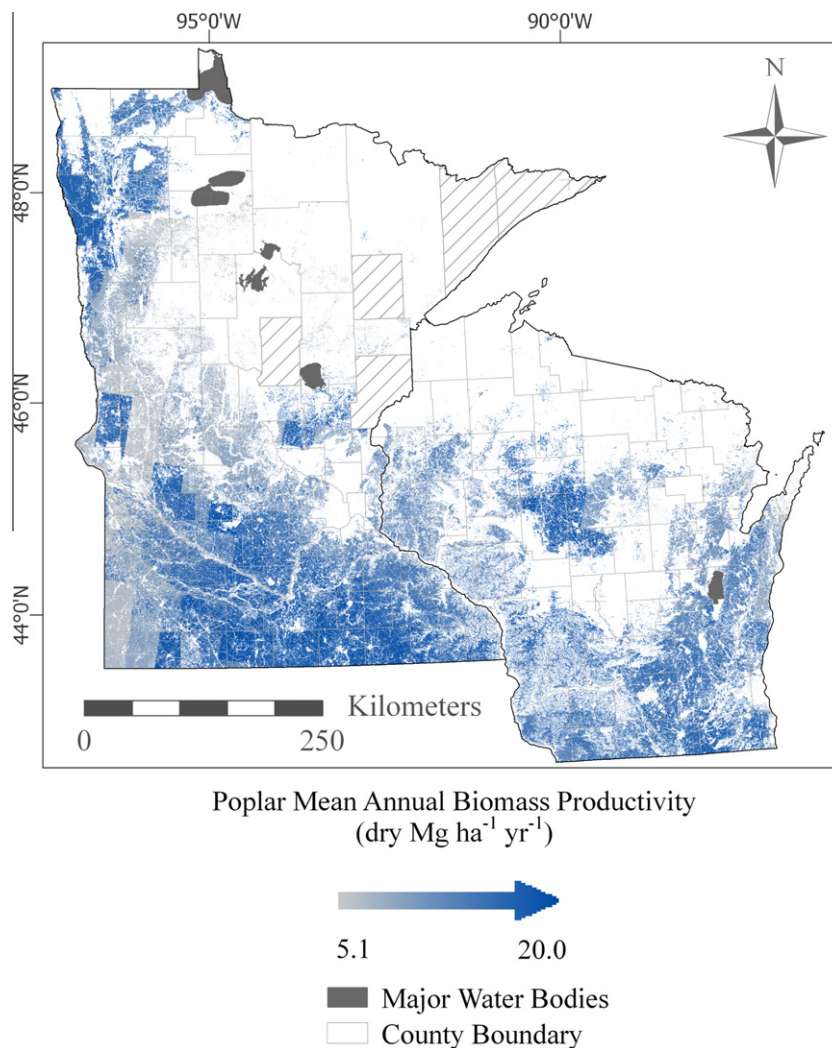 95°0'W 90°0'W
N
48°0'N
46°0'N
44°0'N
Kilometers
0 250
Poplar Mean Annual Biomass Productivity
(dry Mg ha⁻¹ yr⁻¹)
5.1 20.0
Major Water Bodies
County Boundary